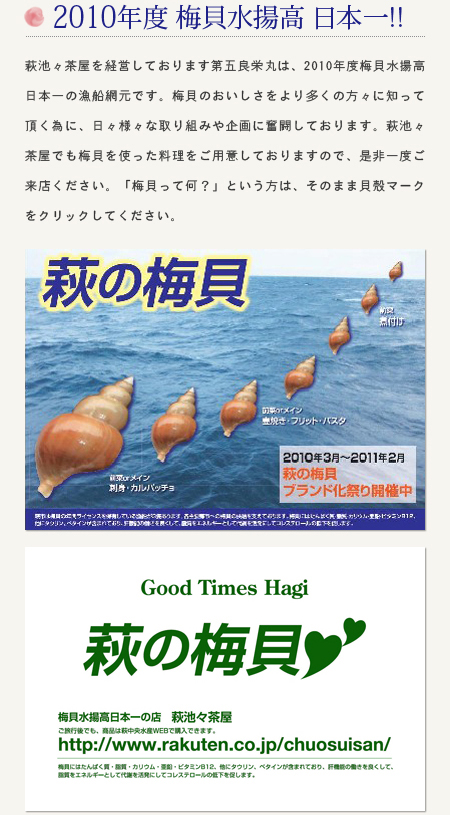 2010年度 梅貝水揚高 日本一!!
萩池々茶屋を経営しております第五良栄丸は、2010年度梅貝水揚高
日本一の漁船網元です。梅貝のおいしさをより多くの方々に知って
頂く為に、日々様々な取り組みや企画に奮闘しております。萩池々
茶屋でも梅貝を使った料理をご用意しておりますので、是非一度ご
来店ください。「梅貝って何？」という方は、そのまま貝殻マーク
をクリックしてください。
萩の梅貝
前菜
煮付け
前菜orメイン
壺焼き・フリット・パスタ
前菜orメイン
刺身・カルパッチョ
2010年3月～2011年2月
萩の梅貝
ブランド化祭り開催中
Good Times Hagi
萩の梅貝
梅貝水揚高日本一の店　萩池々茶屋
ご旅行後でも、商品は萩中央水産WEBで購入できます。
http://www.rakuten.co.jp/chuosuisan/
梅貝にはたんぱく質・脂質・カリウム・亜鉛・ビタミンB12、他にタウリン、ベタインが含まれており、肝機能の働きを良くして、
脂質をエネルギーとして代謝を活発にしてコレステロールの低下を促します。